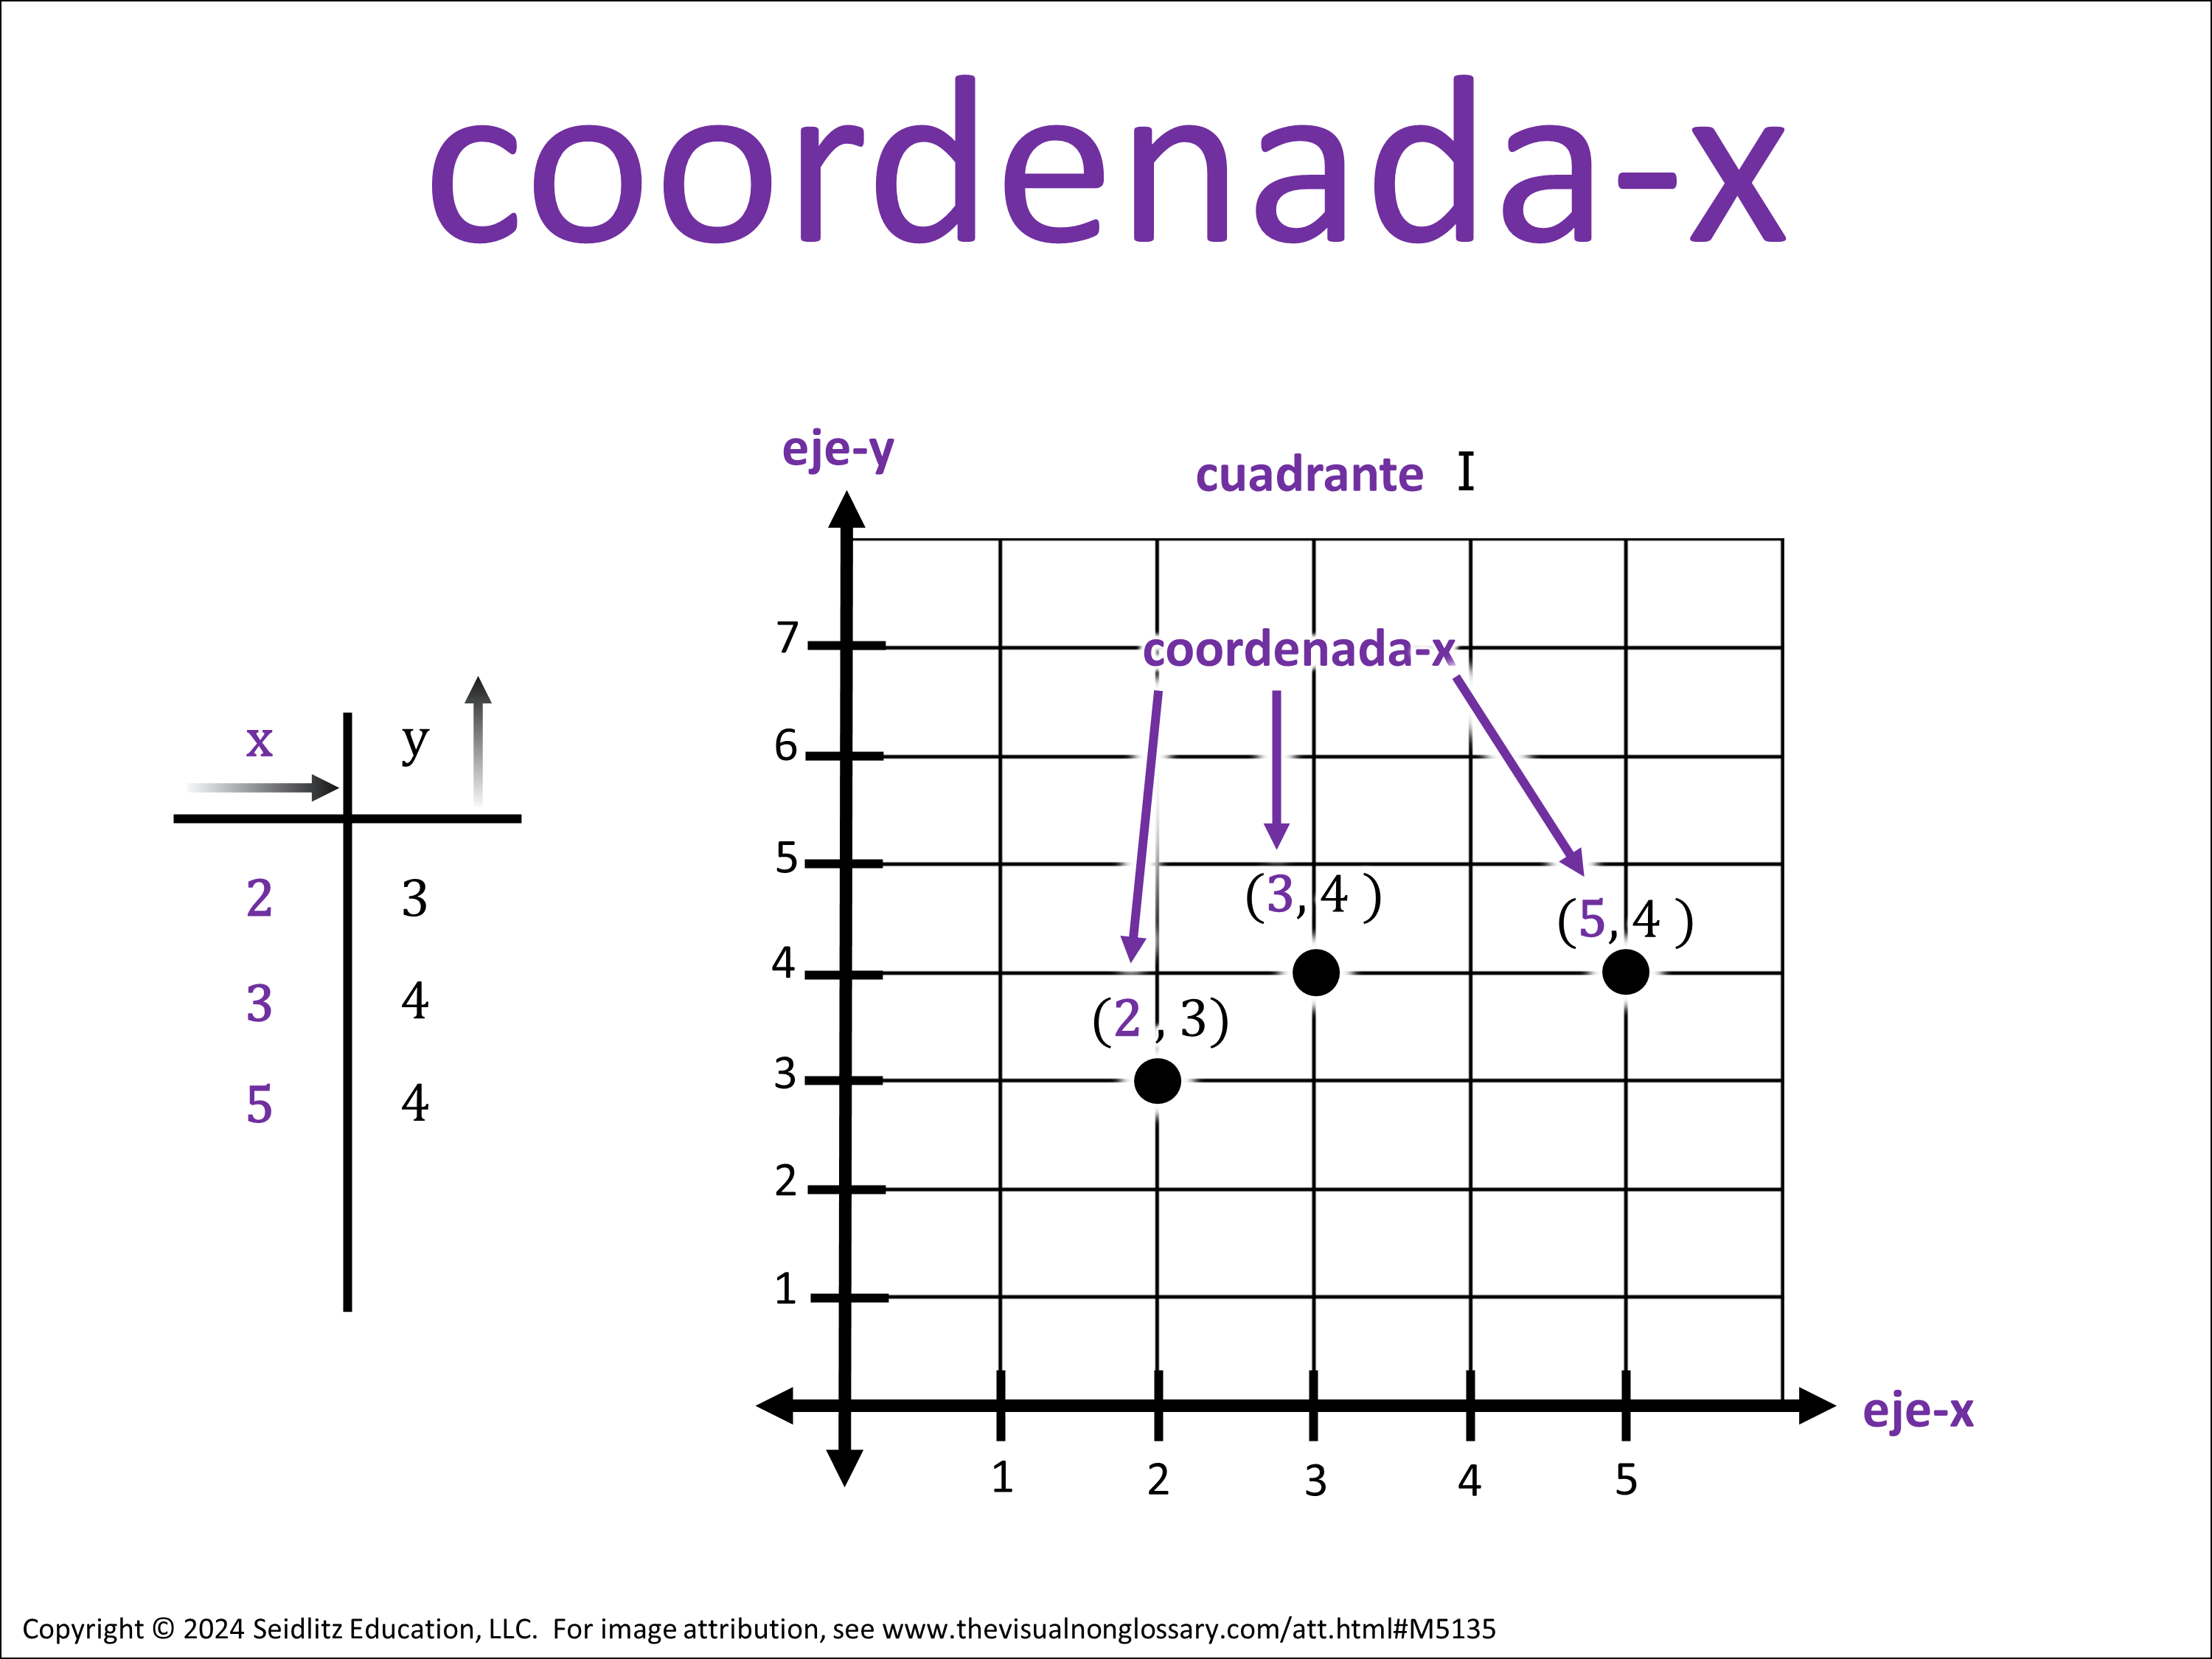 coordenada-x
x y
2 3
3 4
5 4
eje-y
cuadrante I
7
coordenada-x
6
5
(3,4 )
(5,4 )
4
(2 ,3)
3
2
1
eje-x
1 2 3 4 5
Copyright © 2024 Seidlitz Education, LLC. For image attribution, see www.thevisualnonglossary.com/att.html#M5135